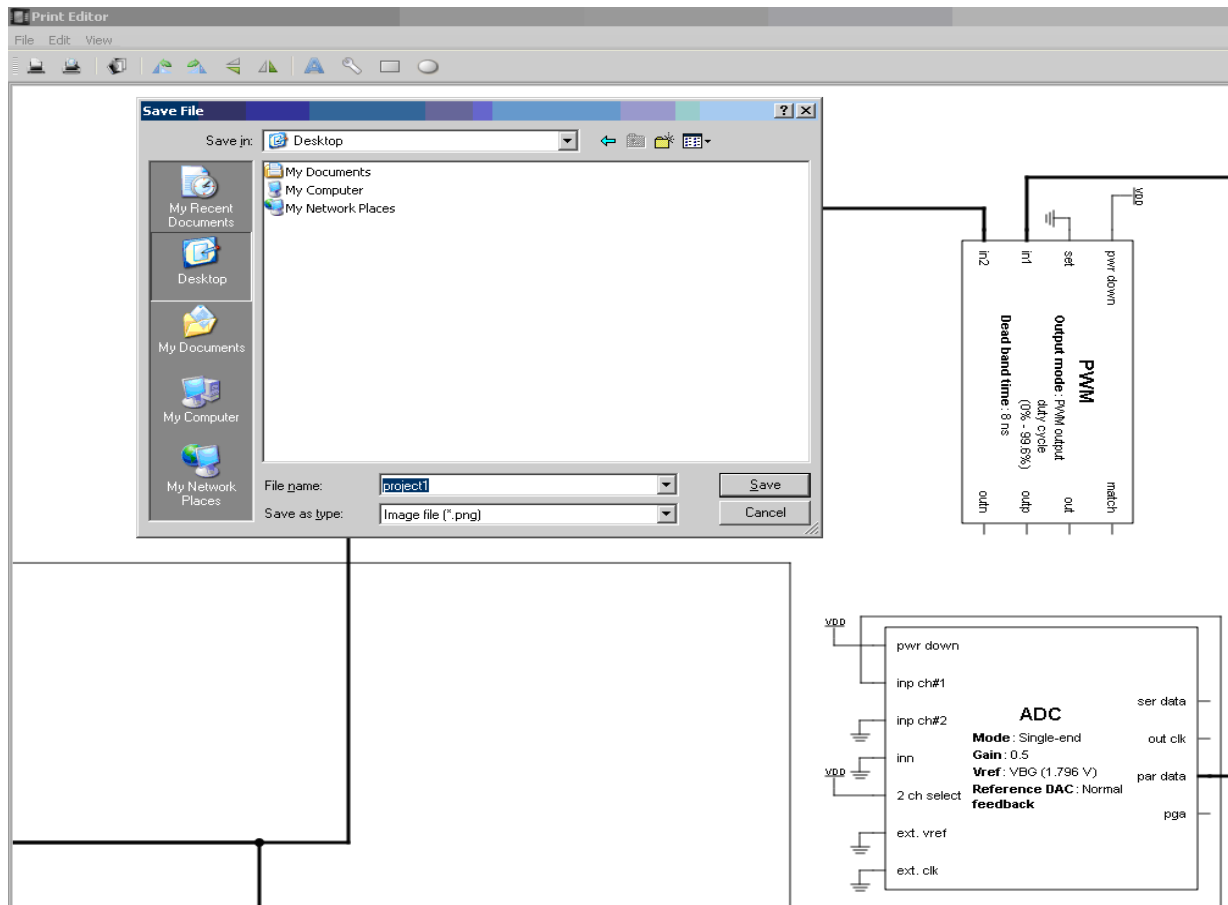 Print Editor
File Edit View
Save File
Save in: Desktop
My Recent
Documents
Desktop
My Documents
My Computer
My Network
Places
My Documents
My Computer
My Network Places
File name: project1
Save as type: Image file (*.png)
Save
Cancel
VDD
in2
in1
set
pwr down
PWM
Output mode : PWM output
duty cycle
(0% - 99.6%)
Dead band time : 8 ns
outn
outp
out
match
VDD
pwr down
inp ch#1
inp ch#2
inn
VDD
2 ch select
ext. vref
ext. clk
ADC
Mode : Single-end
Gain : 0.5
Vref : VBG (1.796 V)
Reference DAC : Normal
feedback
ser data
out clk
par data
pga